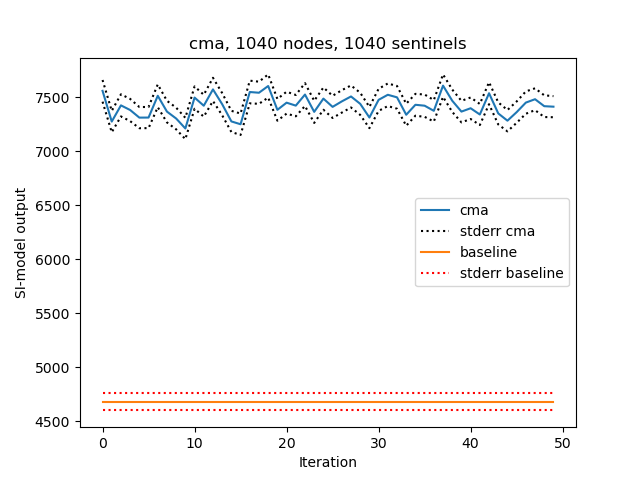 cma, 1040 nodes, 1040 sentinels
SI-model output
7500
7000
6500
6000
5500
5000
4500
cma
stderr cma
baseline
stderr baseline
0 10 20 30 40 50
Iteration